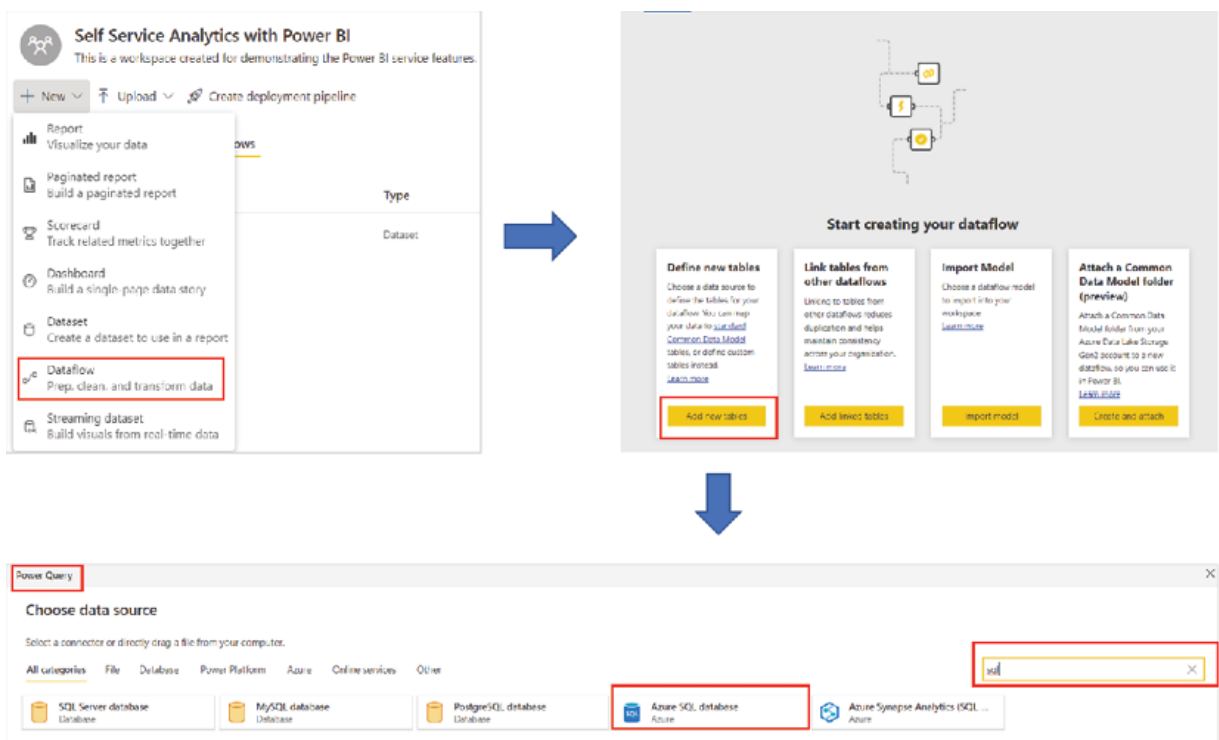 Self Service Analytics with Power BI
This is a workspace created for demonstrating the Power BI service features.
+ New Upload Create deployment pipeline
Report
Visualize your data
ows
Paginated report
Build a paginated report
Type
Scorecard
Track related metrics together
Dataset
Dashboard
Build a single-page data story
Dataset
Create a dataset to use in a report
Dataflow
Prep, clean, and transform data
Streaming dataset
Build visuals from real-time data
Start creating your dataflow
Define new tables
Choose a data source to
define the tables for your
dataflow. You can map
your data to standard
Common Data Model
tables, or define custom
tables instead.
Learn more
Add new tables
Link tables from
other dataflows
Linking to tables from
other dataflows reduces
duplication and helps
maintain consistency
across your organization.
Learn more
Add linked tables
Import Model
Choose a dataflow model
to import into your
workspace
Learn more
Import model
Attach a Common
Data Model folder
(preview)
Attach a Common Data
Model folder from your
Azure Data Lake Storage
Gen2 account to a new
dataflow, so you can use it
in Power BI.
Learn more
Create and attach
Power Query
Choose data source
Select a connector or directly drag a file from your computer.
All categories File Database Power Platform Azure Online services Other
sql
SQL Server database
Database
MySQL database
Database
PostgreSQL database
Database
SQL
Azure SQL database
Azure
Azure Synapse Analytics (SQL ...
Azure